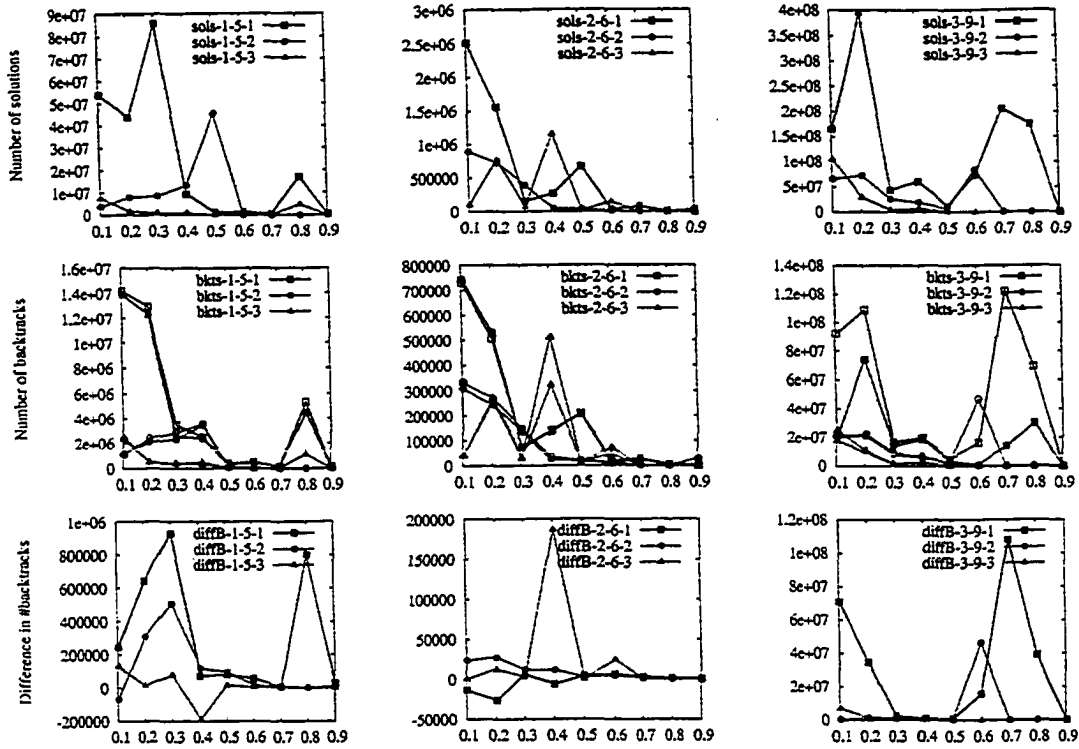 Number of solutions
9e+07
8e+07
7e+07
6e+07
5e+07
4e+07
3e+07
2e+07
1e+07
0
sols-1-5-1
sols-1-5-2
sols-1-5-3
0.1 0.2 0.3 0.4 0.5 0.6 0.7 0.8 0.9
3e+06
2.5e+06
2e+06
1.5e+06
1e+06
500000
0
sols-2-6-1
sols-2-6-2
sols-2-6-3
0.1 0.2 0.3 0.4 0.5 0.6 0.7 0.8 0.9
4e+08
3.5e+08
3e+08
2.5e+08
2e+08
1.5e+08
1e+08
5e+07
0
sols-3-9-1
sols-3-9-2
sols-3-9-3
0.1 0.2 0.3 0.4 0.5 0.6 0.7 0.8 0.9
Number of backtracks
1.6e+07
1.4e+07
1.2e+07
1e+07
8e+06
6e+06
4e+06
2e+06
0
bkts-1-5-1
bkts-1-5-2
bkts-1-5-3
0.1 0.2 0.3 0.4 0.5 0.6 0.7 0.8 0.9
800000
700000
600000
500000
400000
300000
200000
100000
0
bkts-2-6-1
bkts-2-6-2
bkts-2-6-3
0.1 0.2 0.3 0.4 0.5 0.6 0.7 0.8 0.9
1.4e+08
1.2e+08
1e+08
8e+07
6e+07
4e+07
2e+07
0
bkts-3-9-1
bkts-3-9-2
bkts-3-9-3
0.1 0.2 0.3 0.4 0.5 0.6 0.7 0.8 0.9
Difference in #backtracks
1e+06
800000
600000
400000
200000
0
-200000
diffB-1-5-1
diffB-1-5-2
diffB-1-5-3
0.1 0.2 0.3 0.4 0.5 0.6 0.7 0.8 0.9
200000
150000
100000
50000
0
-50000
diffB-2-6-1
diffB-2-6-2
diffB-2-6-3
0.1 0.2 0.3 0.4 0.5 0.6 0.7 0.8 0.9
1.2e+08
1e+08
8e+07
6e+07
4e+07
2e+07
0
diffB-3-9-1
diffB-3-9-2
diffB-3-9-3
0.1 0.2 0.3 0.4 0.5 0.6 0.7 0.8 0.9